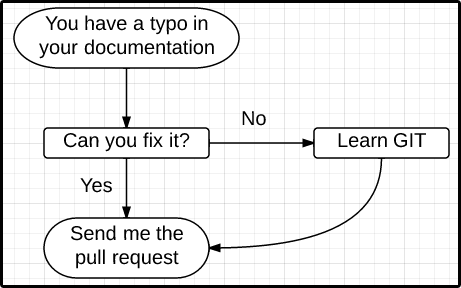 You have a typo in
your documentation
Can you fix it?
No
Learn GIT
Yes
Send me the
pull request